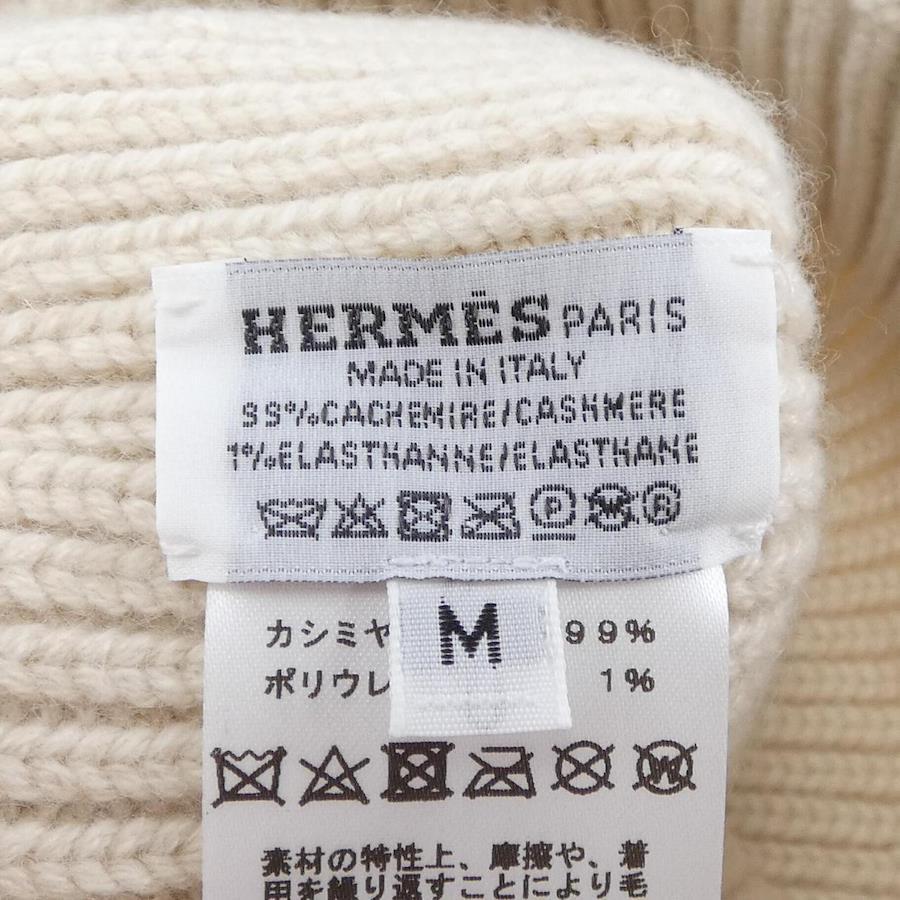 HERMĒS PARIS
MADE IN ITALY
99%CACHEMIRE/CASHMERE
1%ELASTHANNE/ELASTHANE
P W R
M
カシミヤ 99%
ポリウレ 1%
W
素材の特性上、摩擦や、着
用を繰り返すことにより毛